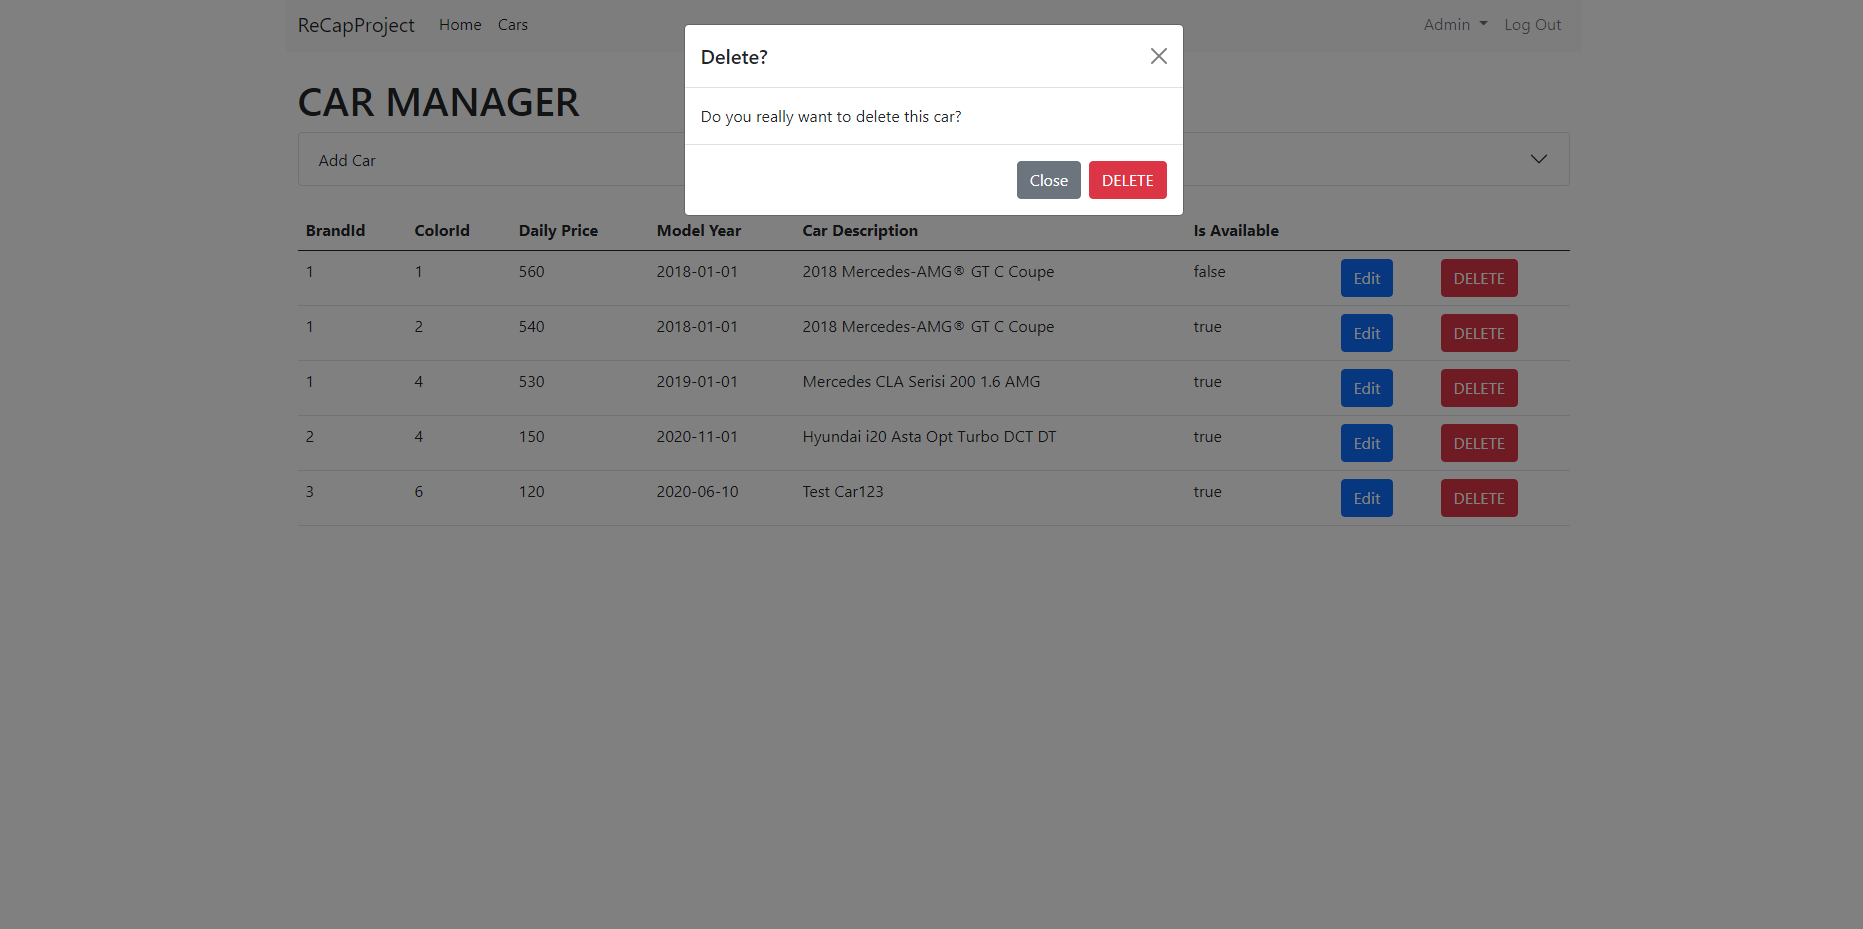 ReCapProject Home Cars Admin Log Out
Delete?
Do you really want to delete this car?
Close DELETE
CAR MANAGER
Add Car
BrandId ColorId Daily Price Model Year Car Description Is Available
1 1 560 2018-01-01 2018 Mercedes-AMG® GT C Coupe false Edit DELETE
1 2 540 2018-01-01 2018 Mercedes-AMG® GT C Coupe true Edit DELETE
1 4 530 2019-01-01 Mercedes CLA Serisi 200 1.6 AMG true Edit DELETE
2 4 150 2020-11-01 Hyundai i20 Asta Opt Turbo DCT DT true Edit DELETE
3 6 120 2020-06-10 Test Car123 true Edit DELETE